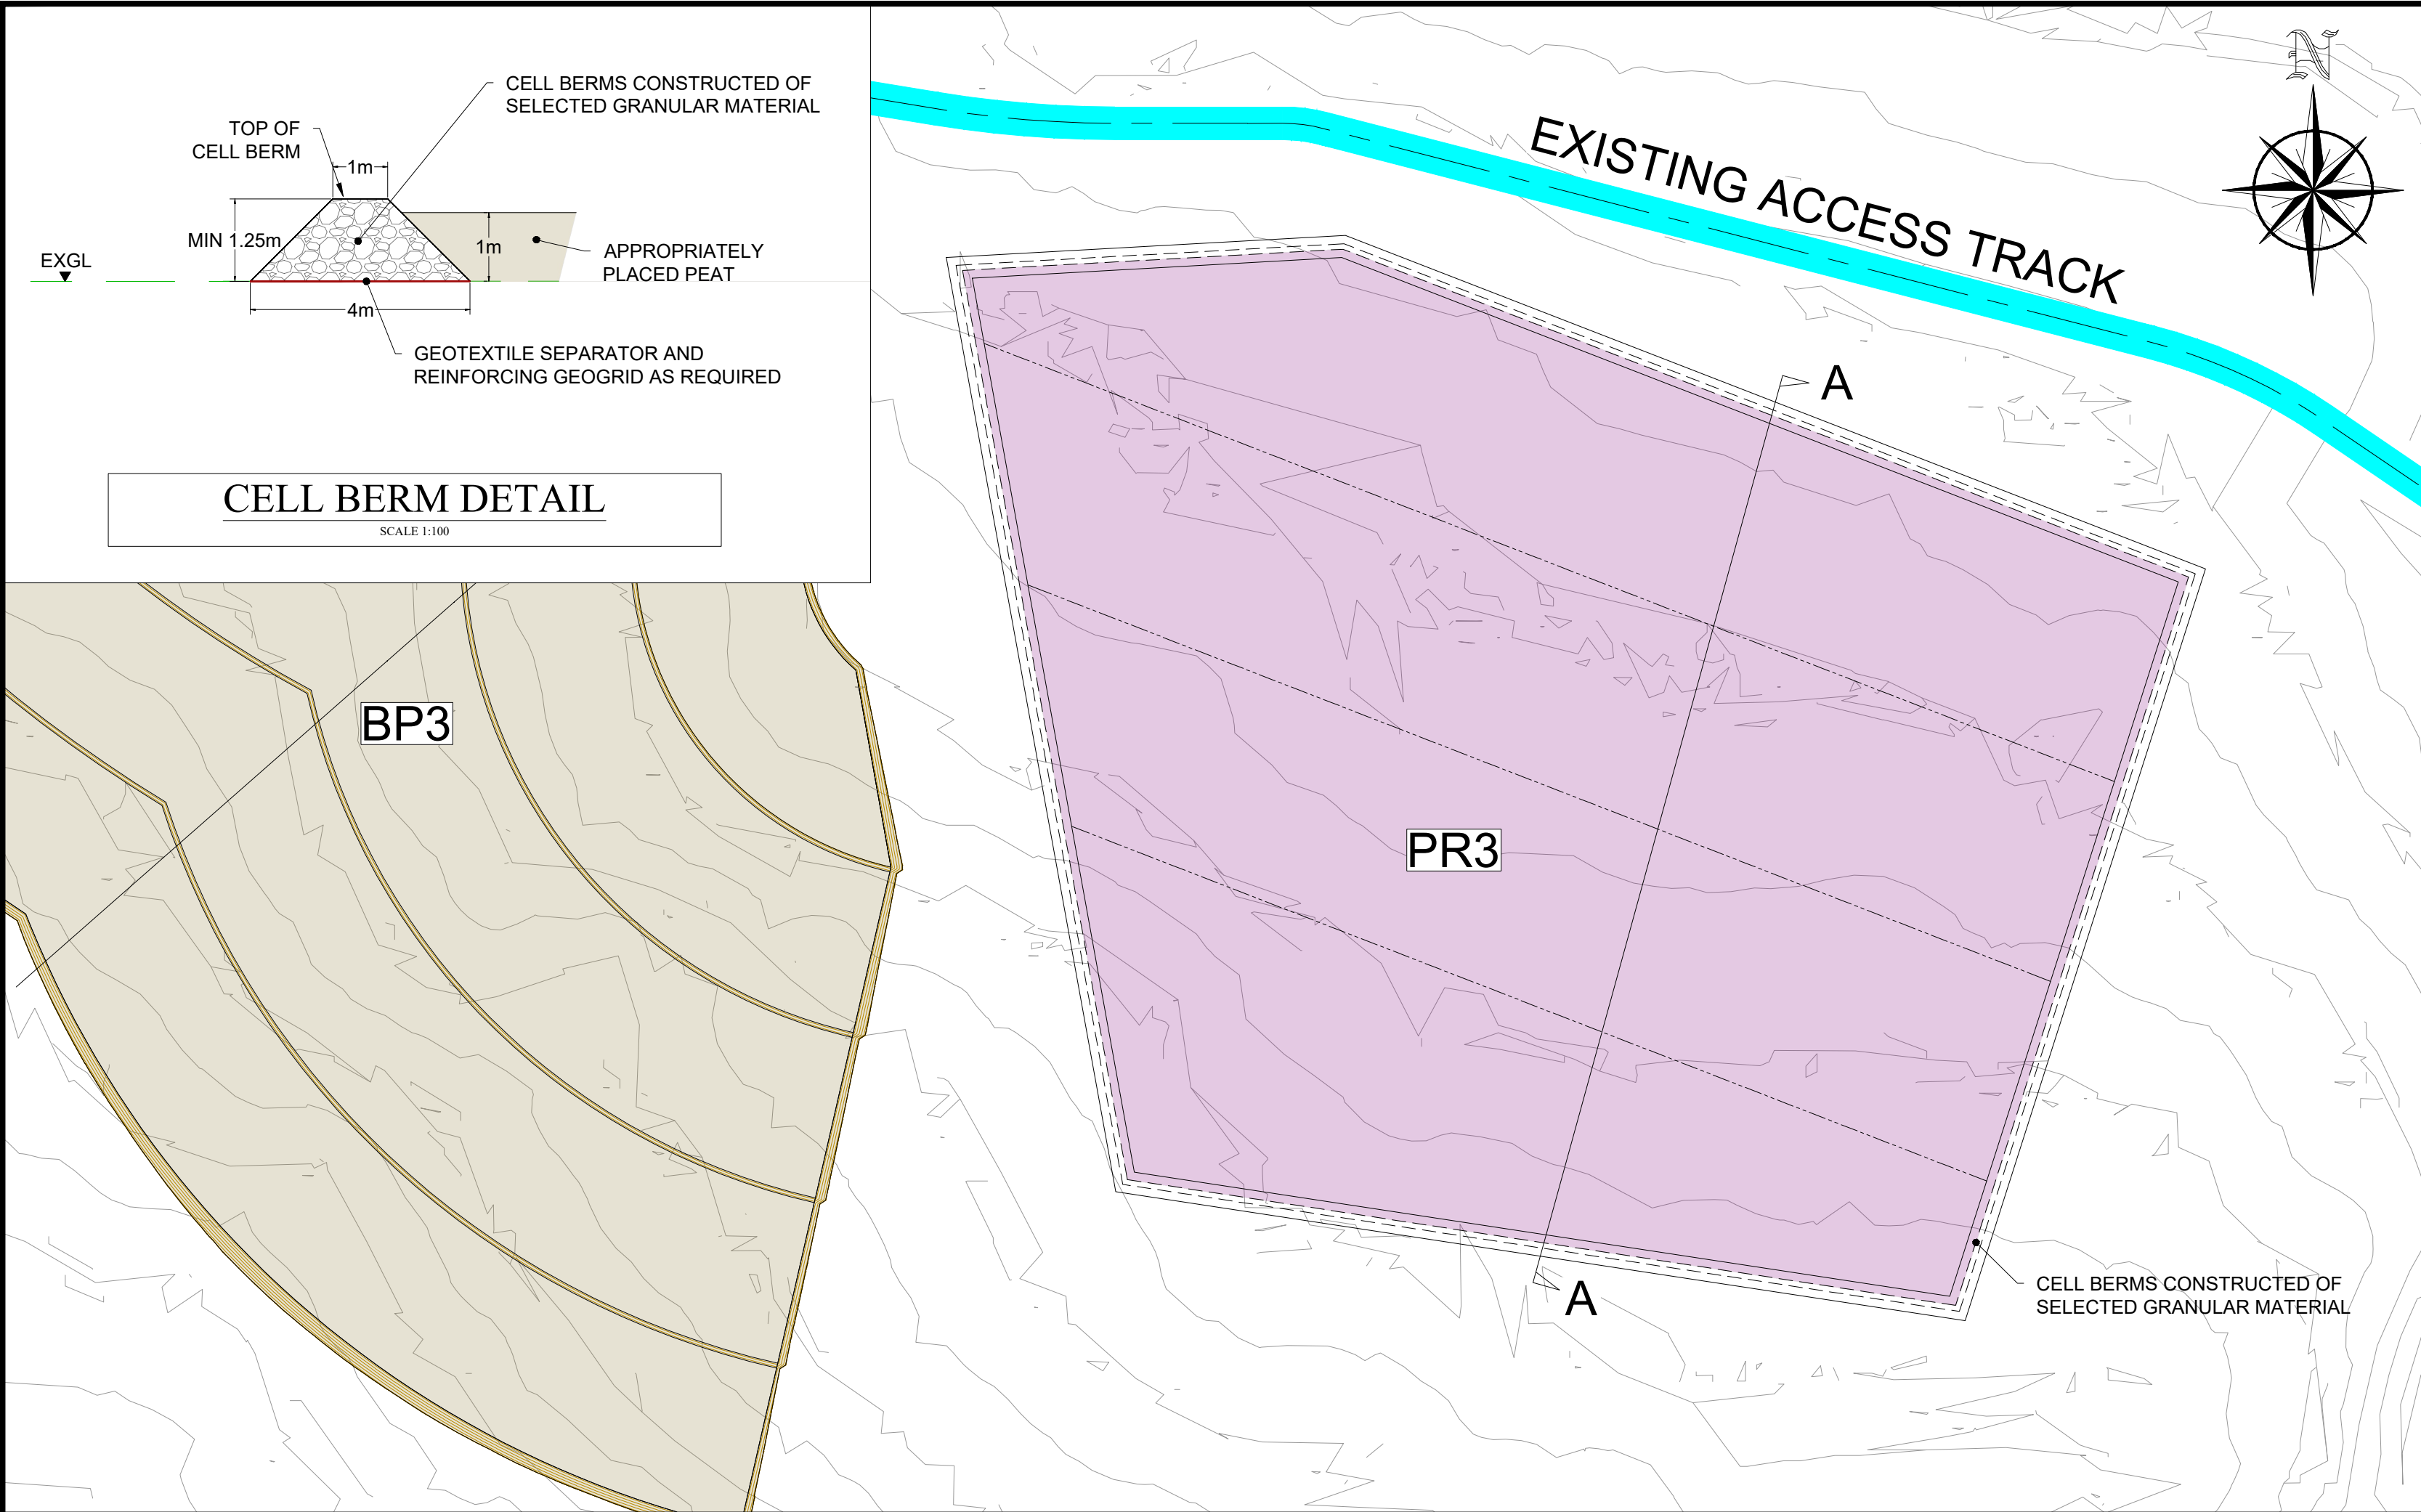 CELL BERMS CONSTRUCTED OF
SELECTED GRANULAR MATERIAL
TOP OF
CELL BERM
1m
MIN 1.25m
1m
EXGL
APPROPRIATELY
PLACED PEAT
4m
GEOTEXTILE SEPARATOR AND
REINFORCING GEOGRID AS REQUIRED
CELL BERM DETAIL
SCALE 1:100
N
EXISTING ACCESS TRACK
A
BP3
PR3
A
CELL BERMS CONSTRUCTED OF
SELECTED GRANULAR MATERIAL